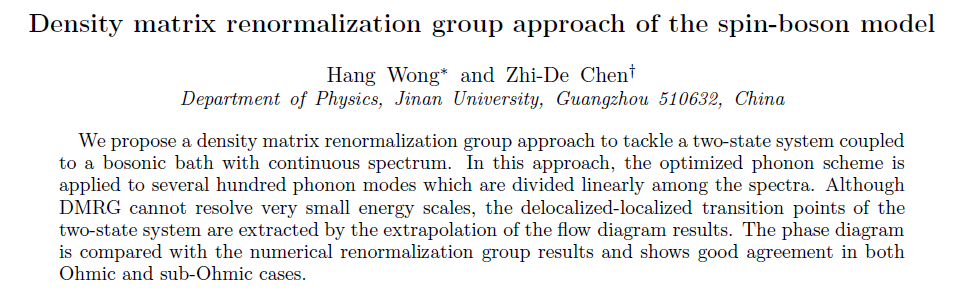 Density matrix renormalization group approach of the spin-boson model
Hang Wong* and Zhi-De Chen†
Department of Physics, Jinan University, Guangzhou 510632, China
We propose a density matrix renormalization group approach to tackle a two-state system coupled
to a bosonic bath with continuous spectrum. In this approach, the optimized phonon scheme is
applied to several hundred phonon modes which are divided linearly among the spectra. Although
DMRG cannot resolve very small energy scales, the delocalized-localized transition points of the
two-state system are extracted by the extrapolation of the flow diagram results. The phase diagram
is compared with the numerical renormalization group results and shows good agreement in both
Ohmic and sub-Ohmic cases.